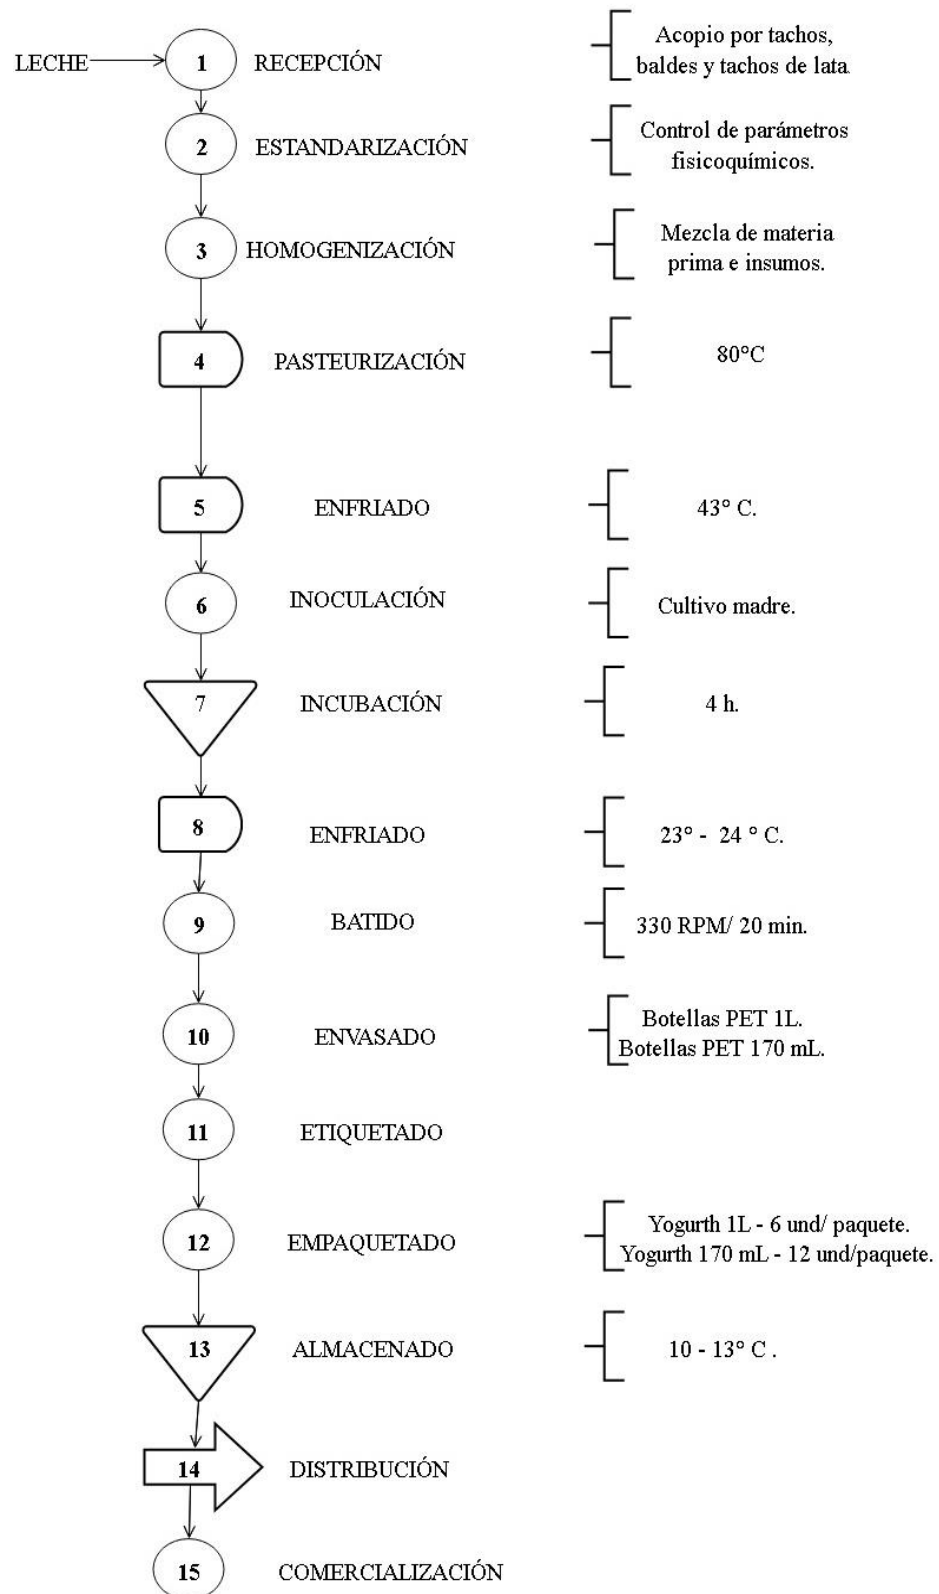 LECHE
1
RECEPCIÓN
Acopio por tachos,
baldes y tachos de lata.
2
ESTANDARIZACIÓN
Control de parámetros
fisicoquímicos.
3
HOMOGENIZACIÓN
Mezcla de materia
prima e insumos.
4
PASTEURIZACIÓN
80°C
5
ENFRIADO
43° C.
6
INOCULACIÓN
Cultivo madre.
7
INCUBACIÓN
4 h.
8
ENFRIADO
23° - 24 ° C.
9
BATIDO
330 RPM/ 20 min.
10
ENVASADO
Botellas PET 1L.
Botellas PET 170 mL.
11
ETIQUETADO
12
EMPAQUETADO
Yogurth 1L - 6 und/ paquete.
Yogurth 170 mL - 12 und/paquete.
13
ALMACENADO
10 - 13° C .
14
DISTRIBUCIÓN
15
COMERCIALIZACIÓN